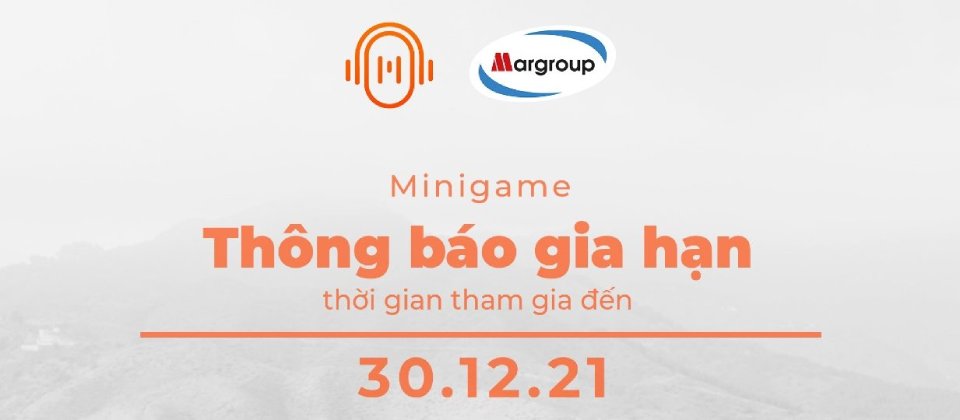 Margroup
Minigame
Thông báo gia hạn
thời gian tham gia đến
30.12.21